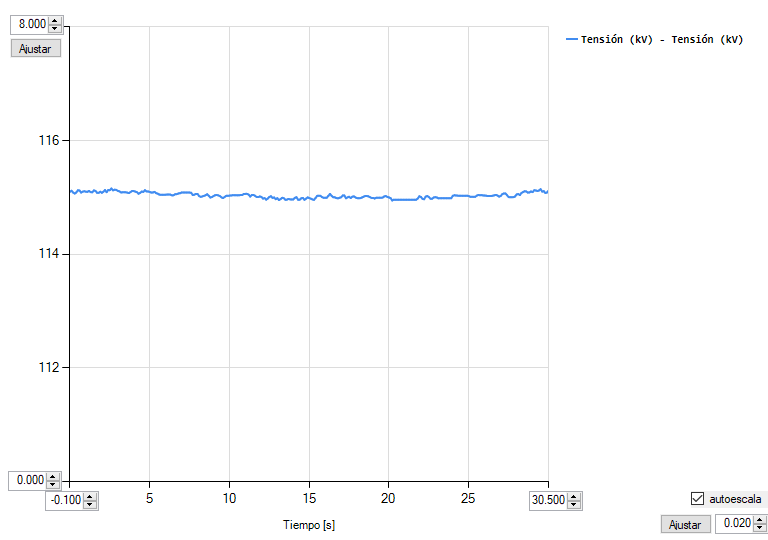 8.000
Ajustar
Tensión (kV) - Tensión (kV)
116
114
112
0.000
-0.100
5
10
15
20
25
30.500
autoescala
Tiempo [s]
Ajustar
0.020